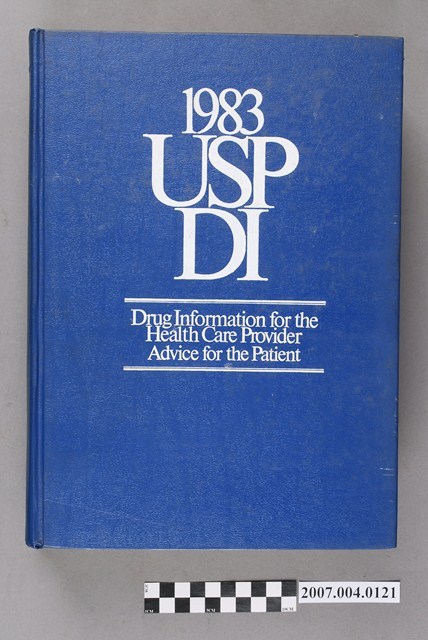 1983
USP
DI
Drug Information for the
Health Care Provider
Advice for the Patient
2007.004.0121